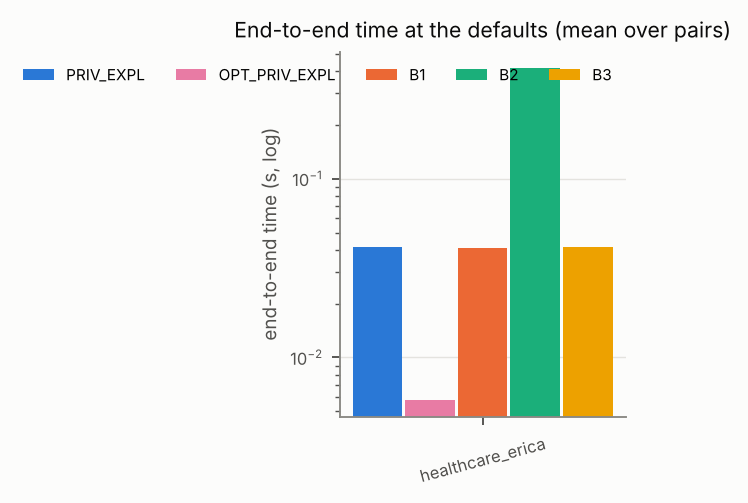 End-to-end time at the defaults (mean over pairs)
PRIV_EXPL OPT_PRIV_EXPL B1 B2 B3
end-to-end time (s, log)
10⁻¹
10⁻²
healthcare_erica